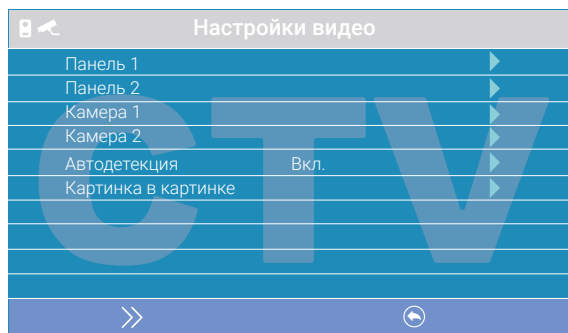 Настройки видео
Панель 1
Панель 2
Камера 1
Камера 2
Автодетекция Вкл.
Картинка в картинке
CTV